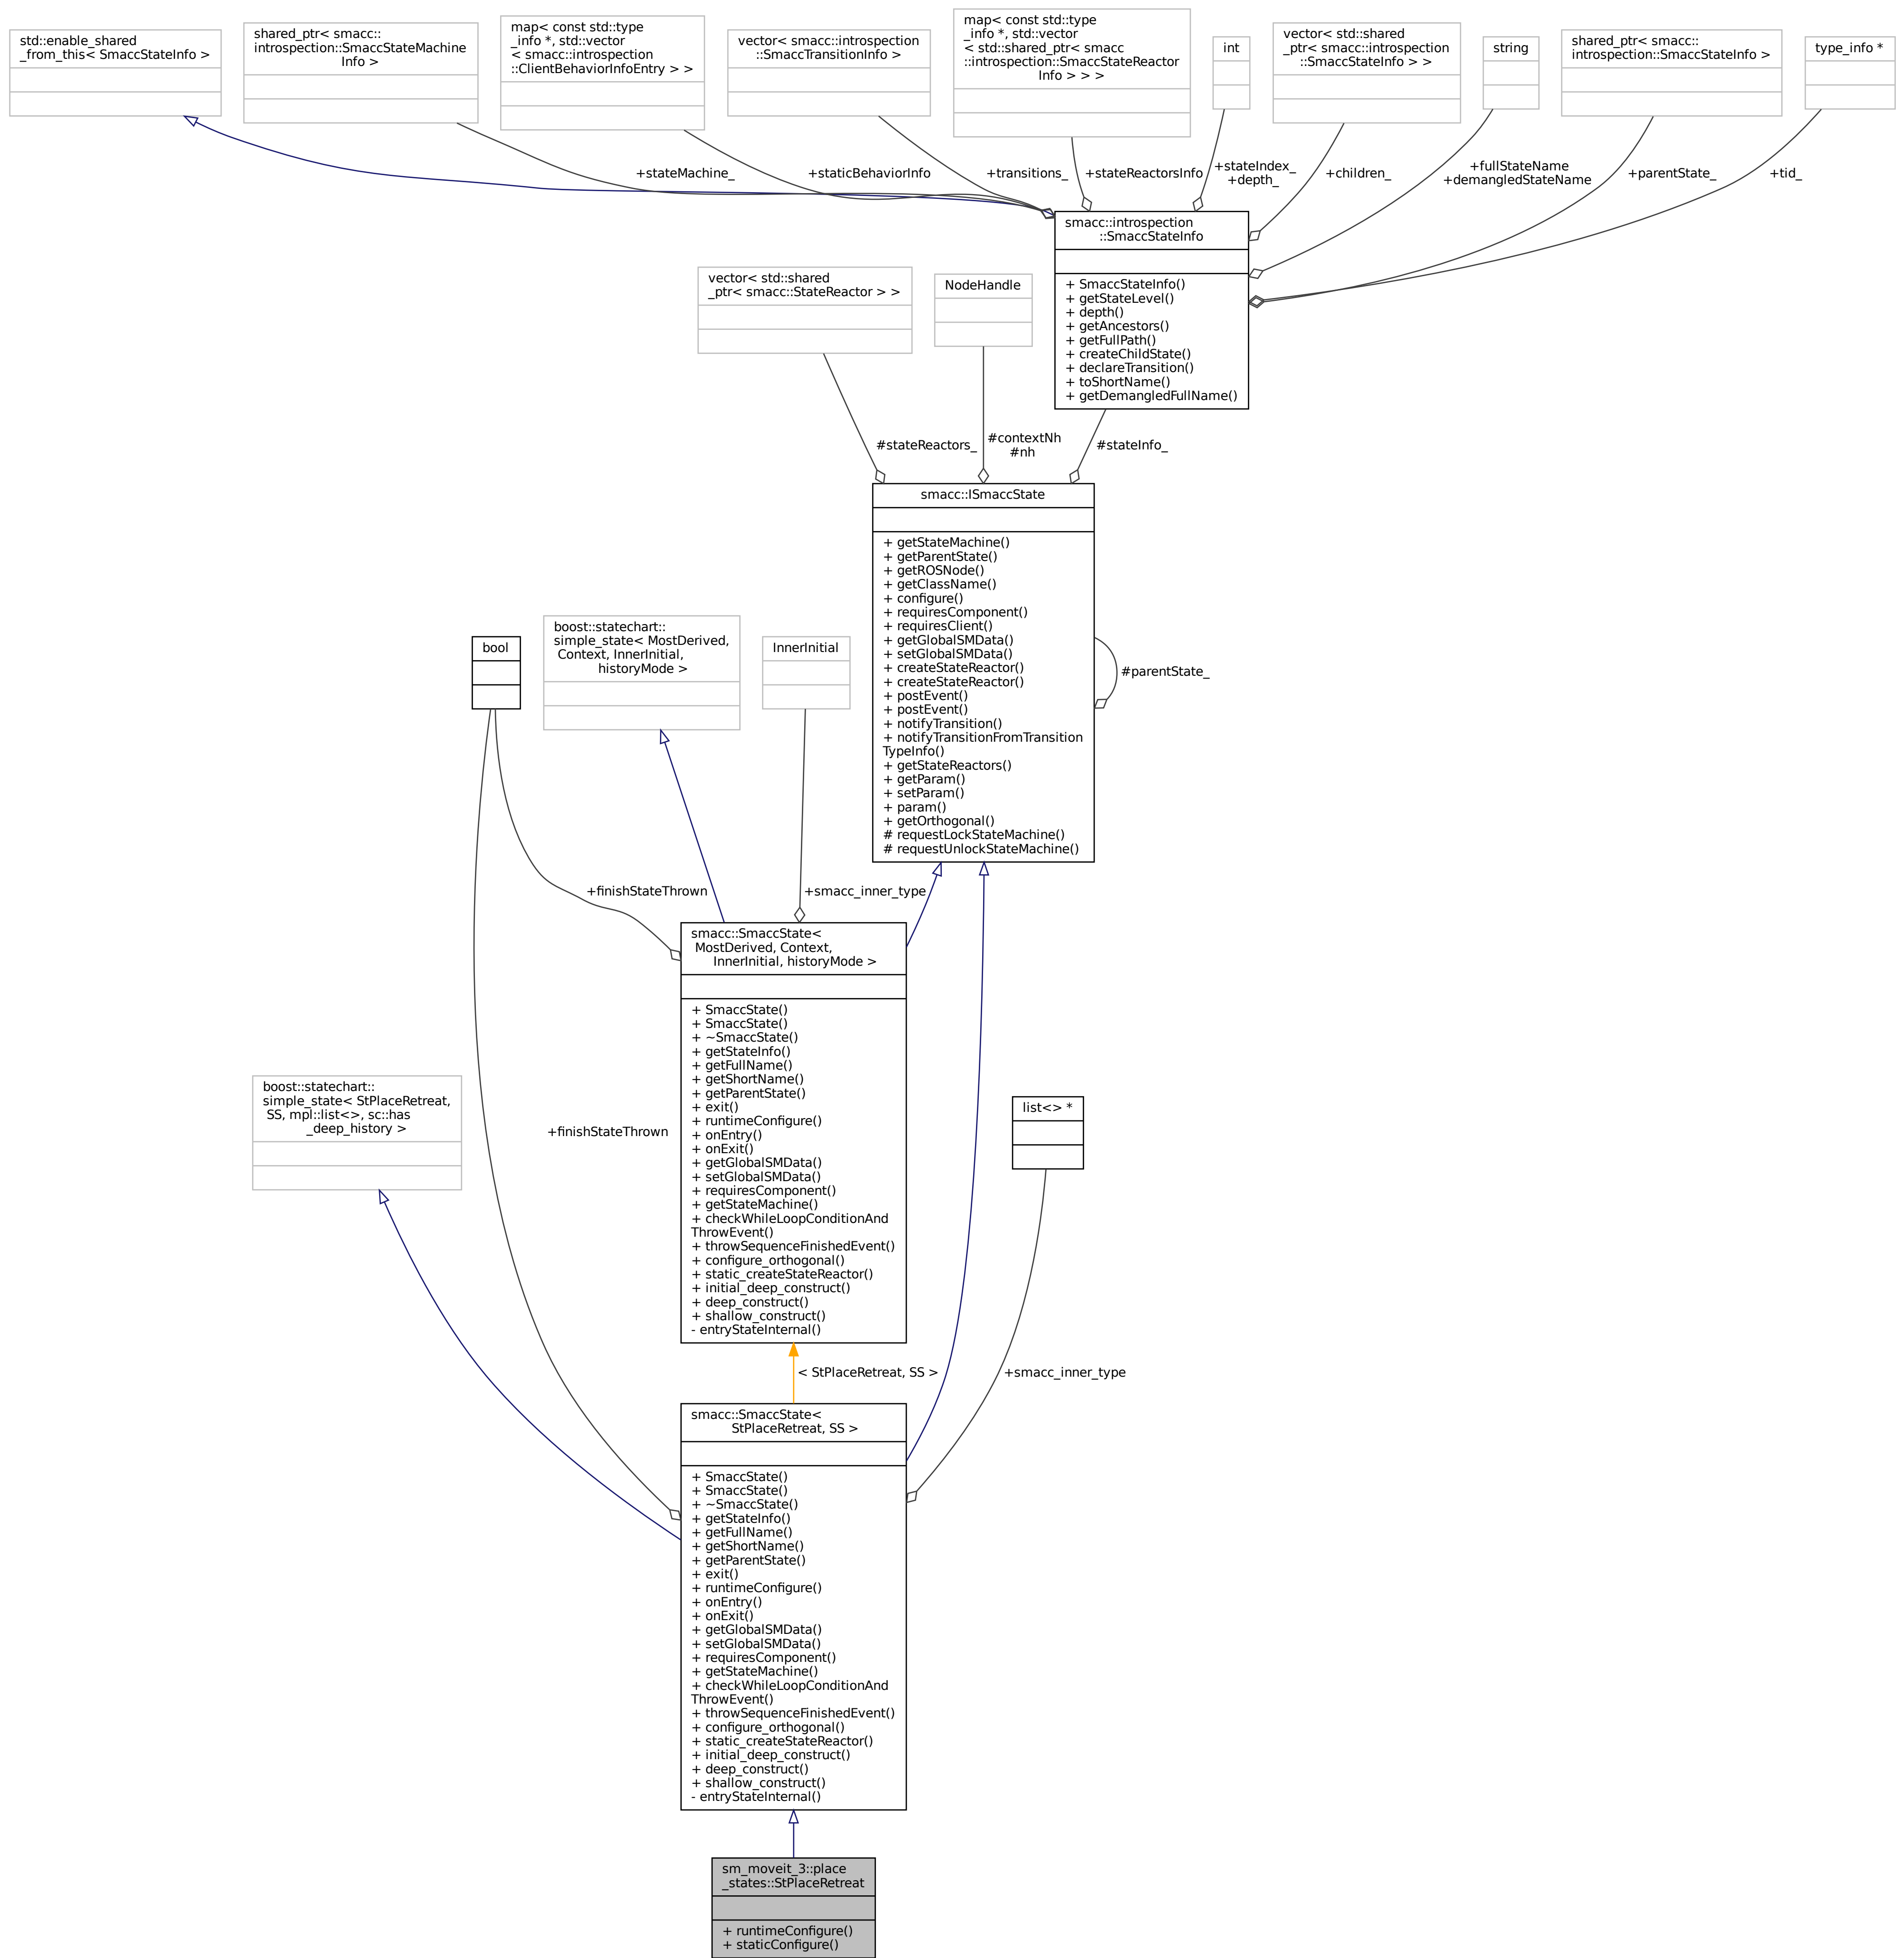 std::enable_shared
_from_this< SmaccStateInfo >
shared_ptr< smacc::
introspection::SmaccStateMachine
Info >
map< const std::type
_info *, std::vector
< smacc::introspection
::ClientBehaviorInfoEntry > >
vector< smacc::introspection
::SmaccTransitionInfo >
map< const std::type
_info *, std::vector
< std::shared_ptr< smacc
::introspection::SmaccStateReactor
Info > > >
int
vector< std::shared
_ptr< smacc::introspection
::SmaccStateInfo > >
string
shared_ptr< smacc::
introspection::SmaccStateInfo >
type_info *
+stateMachine_
+staticBehaviorInfo
+transitions_
+stateReactorsInfo
+stateIndex_
+depth_
+children_
+fullStateName
+demangledStateName
+parentState_
+tid_
smacc::introspection
::SmaccStateInfo
+ SmaccStateInfo()
+ getStateLevel()
+ depth()
+ getAncestors()
+ getFullPath()
+ createChildState()
+ declareTransition()
+ toShortName()
+ getDemangledFullName()
vector< std::shared
_ptr< smacc::StateReactor > >
NodeHandle
#stateReactors_
#contextNh
#nh
#stateInfo_
smacc::ISmaccState
+ getStateMachine()
+ getParentState()
+ getROSNode()
+ getClassName()
+ configure()
+ requiresComponent()
+ requiresClient()
+ getGlobalSMData()
+ setGlobalSMData()
+ createStateReactor()
+ createStateReactor()
+ postEvent()
+ postEvent()
+ notifyTransition()
+ notifyTransitionFromTransition
TypeInfo()
+ getStateReactors()
+ getParam()
+ setParam()
+ param()
+ getOrthogonal()
# requestLockStateMachine()
# requestUnlockStateMachine()
#parentState_
bool
boost::statechart::
simple_state< MostDerived,
Context, InnerInitial,
historyMode >
InnerInitial
+finishStateThrown
+smacc_inner_type
smacc::SmaccState<
MostDerived, Context,
InnerInitial, historyMode >
+ SmaccState()
+ SmaccState()
+ ~SmaccState()
+ getStateInfo()
+ getFullName()
+ getShortName()
+ getParentState()
+ exit()
+ runtimeConfigure()
+ onEntry()
+ onExit()
+ getGlobalSMData()
+ setGlobalSMData()
+ requiresComponent()
+ getStateMachine()
+ checkWhileLoopConditionAnd
ThrowEvent()
+ throwSequenceFinishedEvent()
+ configure_orthogonal()
+ static_createStateReactor()
+ initial_deep_construct()
+ deep_construct()
+ shallow_construct()
- entryStateInternal()
boost::statechart::
simple_state< StPlaceRetreat,
SS, mpl::list<>, sc::has
_deep_history >
+finishStateThrown
list<> *
< StPlaceRetreat, SS >
+smacc_inner_type
smacc::SmaccState<
StPlaceRetreat, SS >
+ SmaccState()
+ SmaccState()
+ ~SmaccState()
+ getStateInfo()
+ getFullName()
+ getShortName()
+ getParentState()
+ exit()
+ runtimeConfigure()
+ onEntry()
+ onExit()
+ getGlobalSMData()
+ setGlobalSMData()
+ requiresComponent()
+ getStateMachine()
+ checkWhileLoopConditionAnd
ThrowEvent()
+ throwSequenceFinishedEvent()
+ configure_orthogonal()
+ static_createStateReactor()
+ initial_deep_construct()
+ deep_construct()
+ shallow_construct()
- entryStateInternal()
sm_moveit_3::place
_states::StPlaceRetreat
+ runtimeConfigure()
+ staticConfigure()